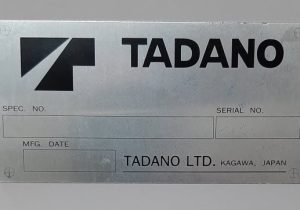 TADANO
SPEC. NO. SERIAL NO.
MFG. DATE
TADANO LTD. KAGAWA, JAPAN